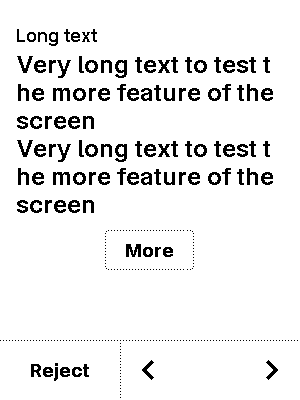 Long text
Very long text to test t
he more feature of the
screen
Very long text to test t
he more feature of the
screen
More
Reject